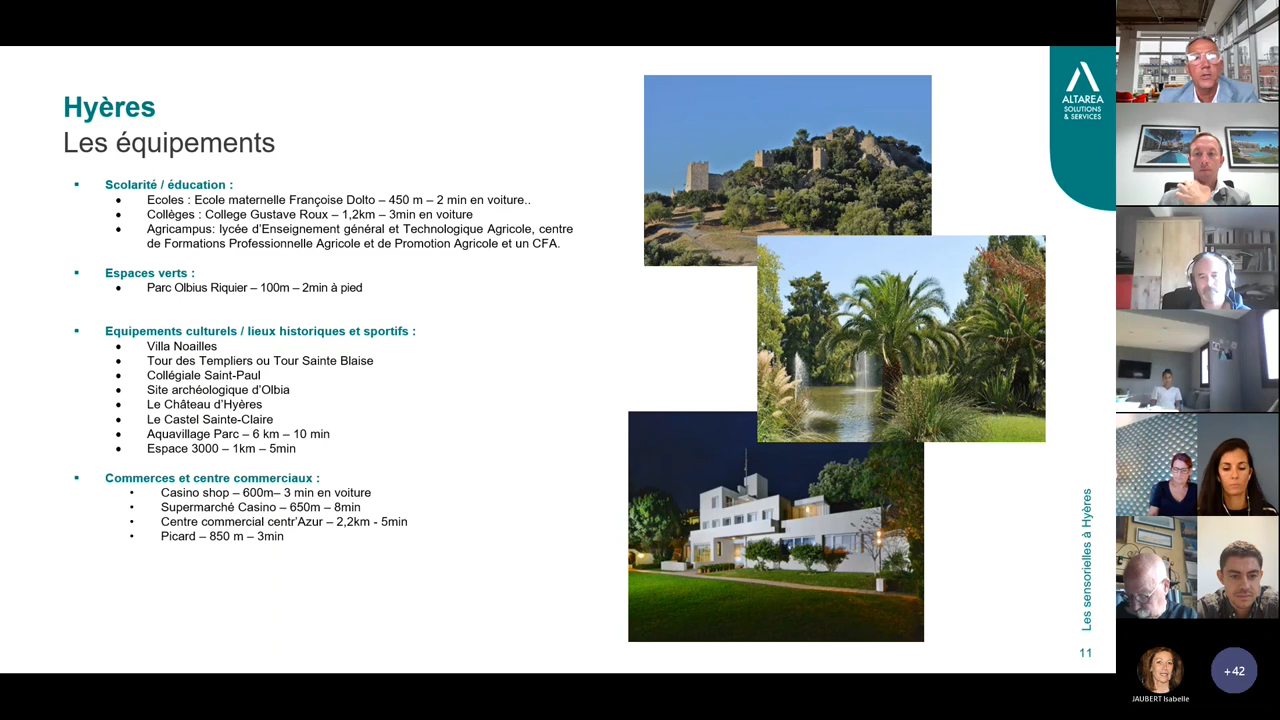 Hyères
Les équipements
Scolarité / éducation :
Ecoles : Ecole maternelle Françoise Dolto – 450 m – 2 min en voiture..
Collèges : College Gustave Roux – 1,2km – 3min en voiture
Agricampus: lycée d'Enseignement général et Technologique Agricole, centre
de Formations Professionnelle Agricole et de Promotion Agricole et un CFA.
Espaces verts :
Parc Olbius Riquier – 100m – 2min à pied
Equipements culturels / lieux historiques et sportifs :
Villa Noailles
Tour des Templiers ou Tour Sainte Blaise
Collégiale Saint-Paul
Site archéologique d'Olbia
Le Château d'Hyères
Le Castel Sainte-Claire
Aquavillage Parc – 6 km – 10 min
Espace 3000 – 1km – 5min
Commerces et centre commerciaux :
Casino shop – 600m– 3 min en voiture
Supermarché Casino – 650m – 8min
Centre commercial centr'Azur – 2,2km - 5min
Picard – 850 m – 3min
ALTAREA
SOLUTIONS
& SERVICES
Les sensorielles à Hyères
11
JAUBERT Isabelle
+42